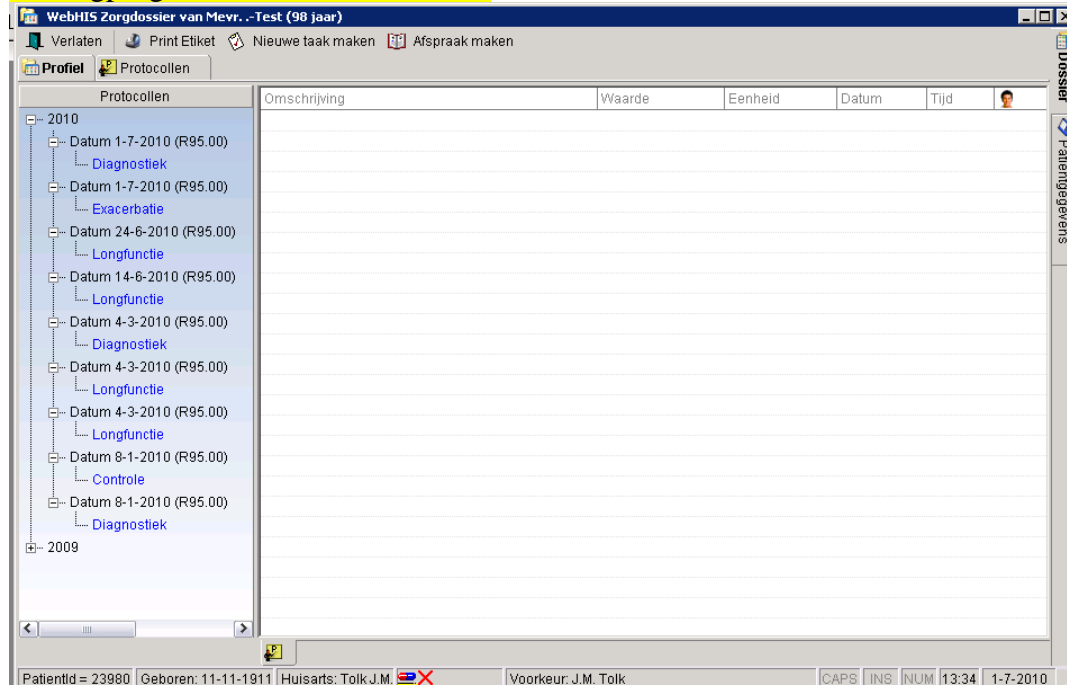 WebHIS Zorgdossier van Mevr. .-Test (98 jaar)
Verlaten Print Etiket Nieuwe taak maken Afspraak maken
Profiel Protocollen
Protocollen Omschrijving Waarde Eenheid Datum Tijd
2010
Datum 1-7-2010 (R95.00)
Diagnostiek
Datum 1-7-2010 (R95.00)
Exacerbatie
Datum 24-6-2010 (R95.00)
Longfunctie
Datum 14-6-2010 (R95.00)
Longfunctie
Datum 4-3-2010 (R95.00)
Diagnostiek
Datum 4-3-2010 (R95.00)
Longfunctie
Datum 4-3-2010 (R95.00)
Longfunctie
Datum 8-1-2010 (R95.00)
Controle
Datum 8-1-2010 (R95.00)
Diagnostiek
2009
Dossier
Patientgegevens
PatientId = 23980 Geboren: 11-11-1911 Huisarts: Tolk J.M. Voorkeur: J.M. Tolk CAPS INS NUM 13:34 1-7-2010